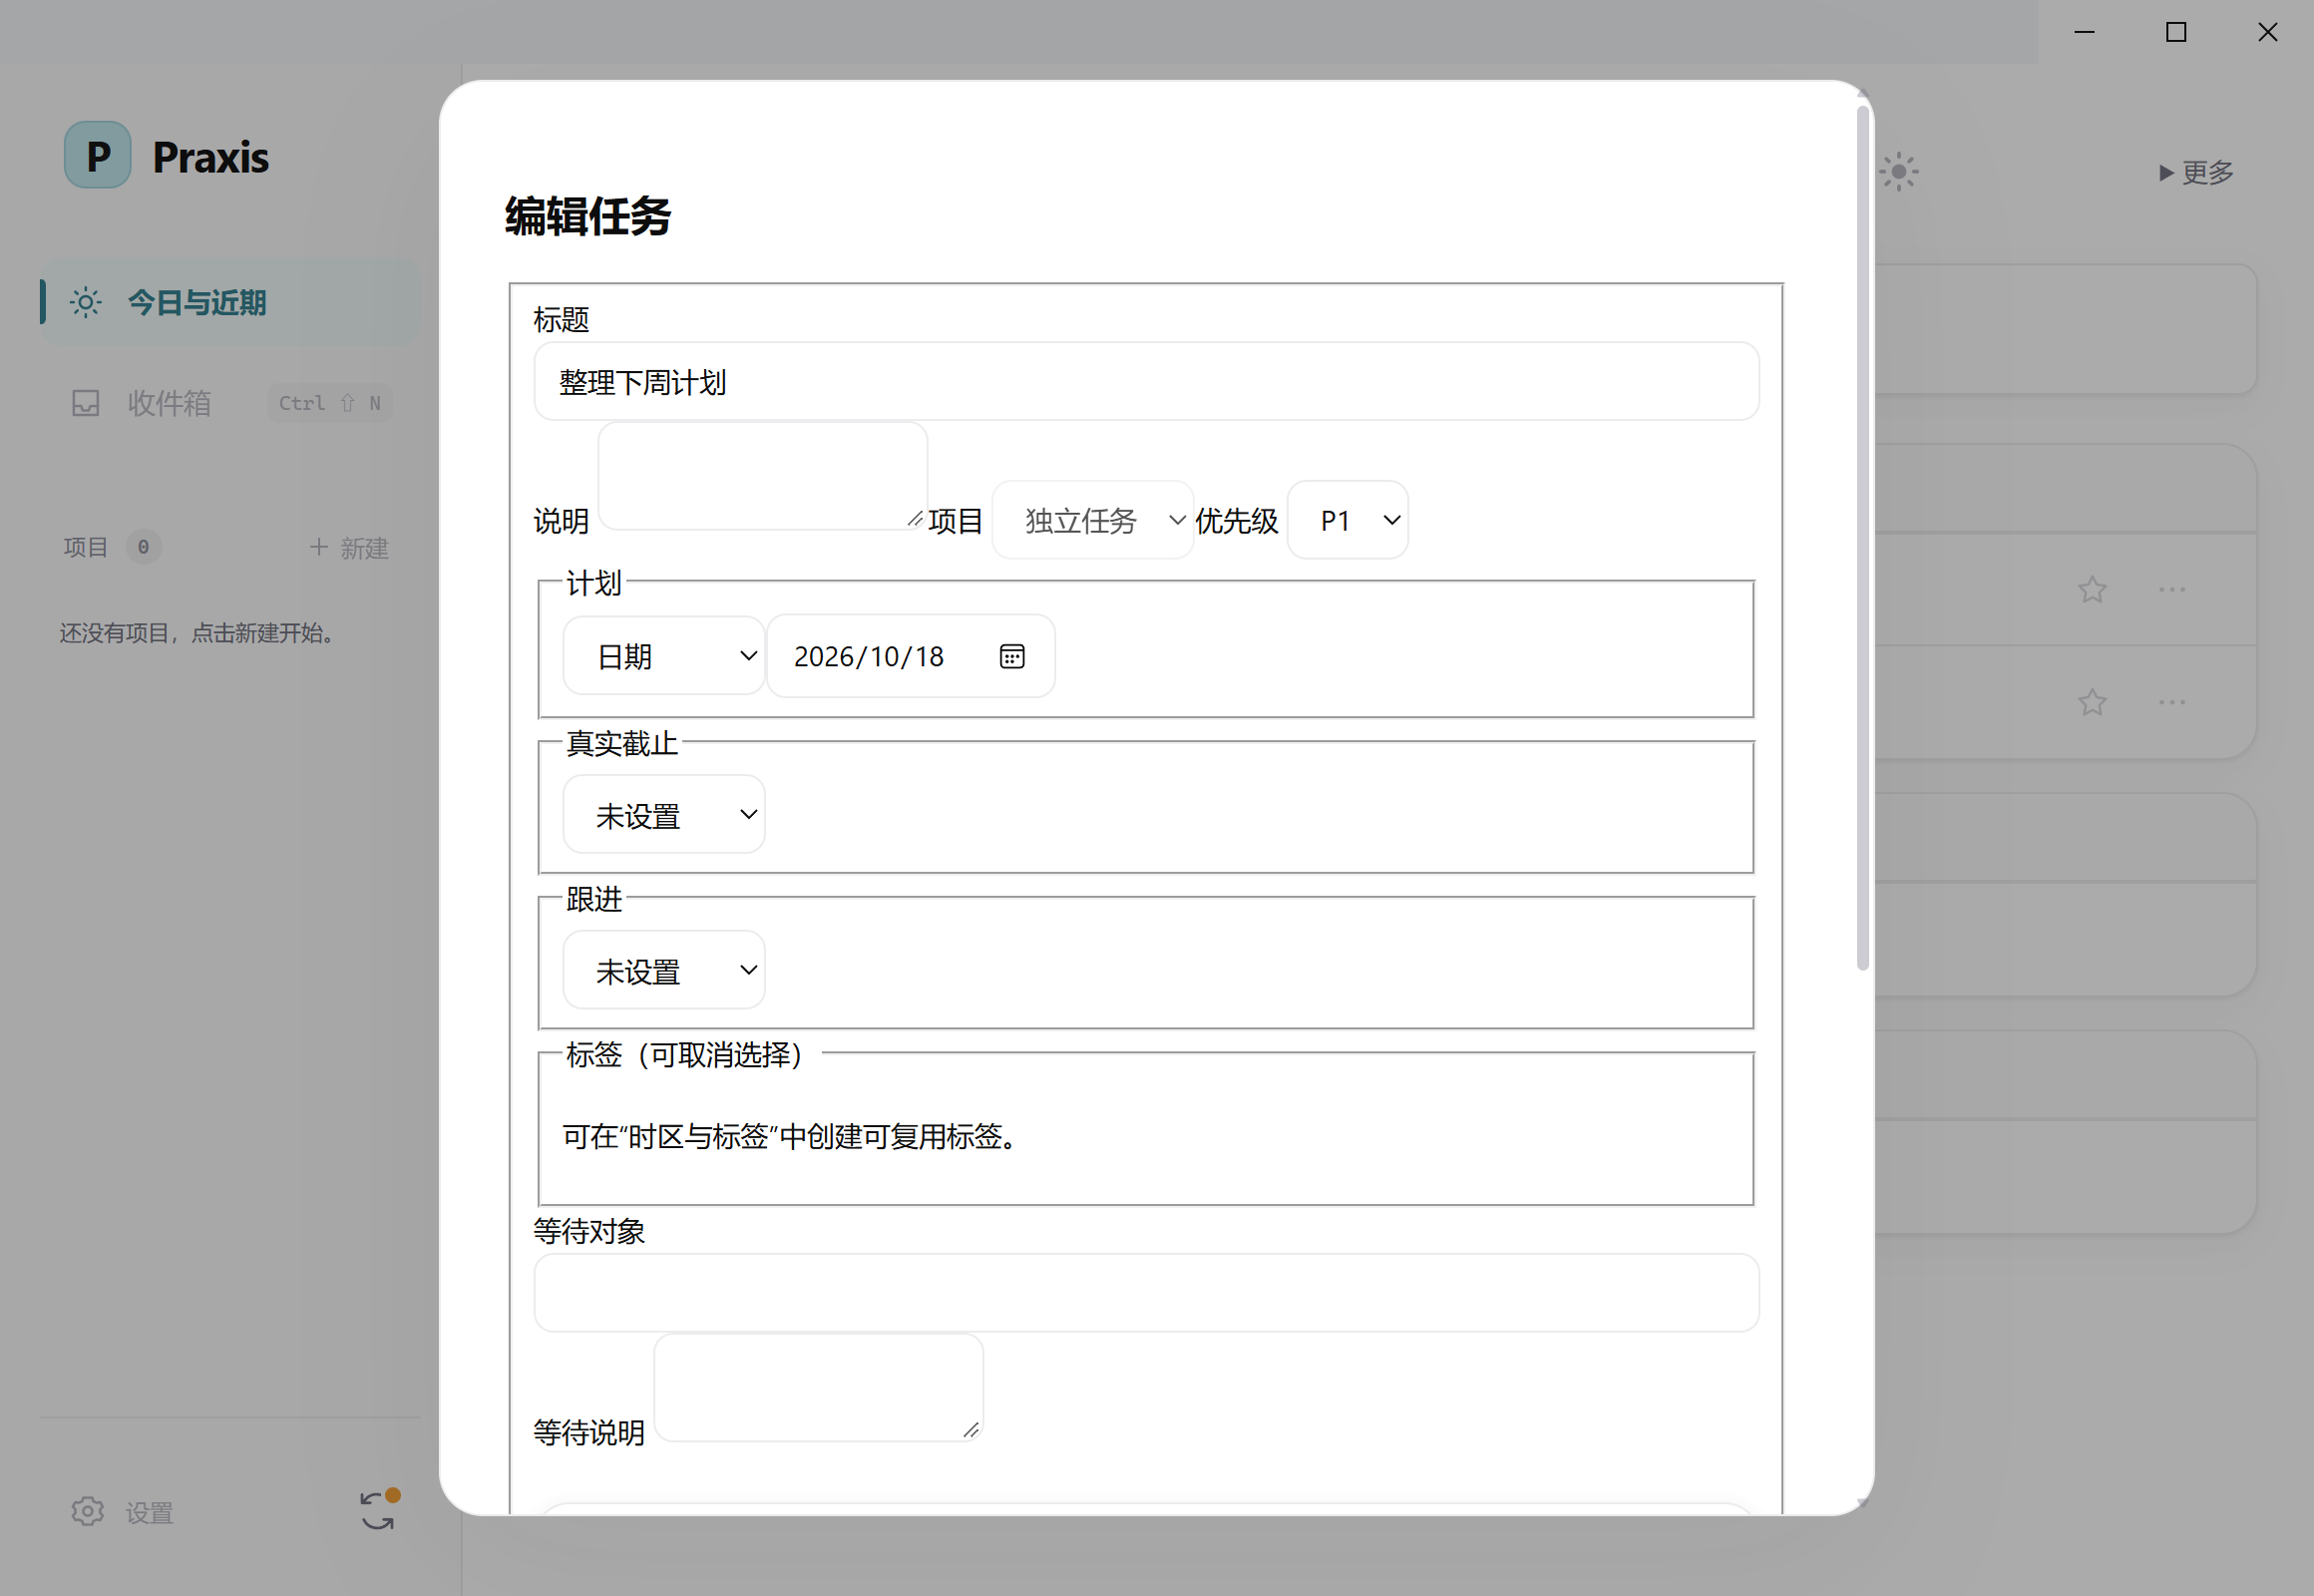 P Praxis
今日与近期
收件箱 Ctrl ⇧ N
项目 0 + 新建
还没有项目，点击新建开始。
设置
更多
编辑任务
标题
整理下周计划
说明 项目 独立任务 优先级 P1
计划
日期 2026/10/18
真实截止
未设置
跟进
未设置
标签（可取消选择）
可在“时区与标签”中创建可复用标签。
等待对象
等待说明